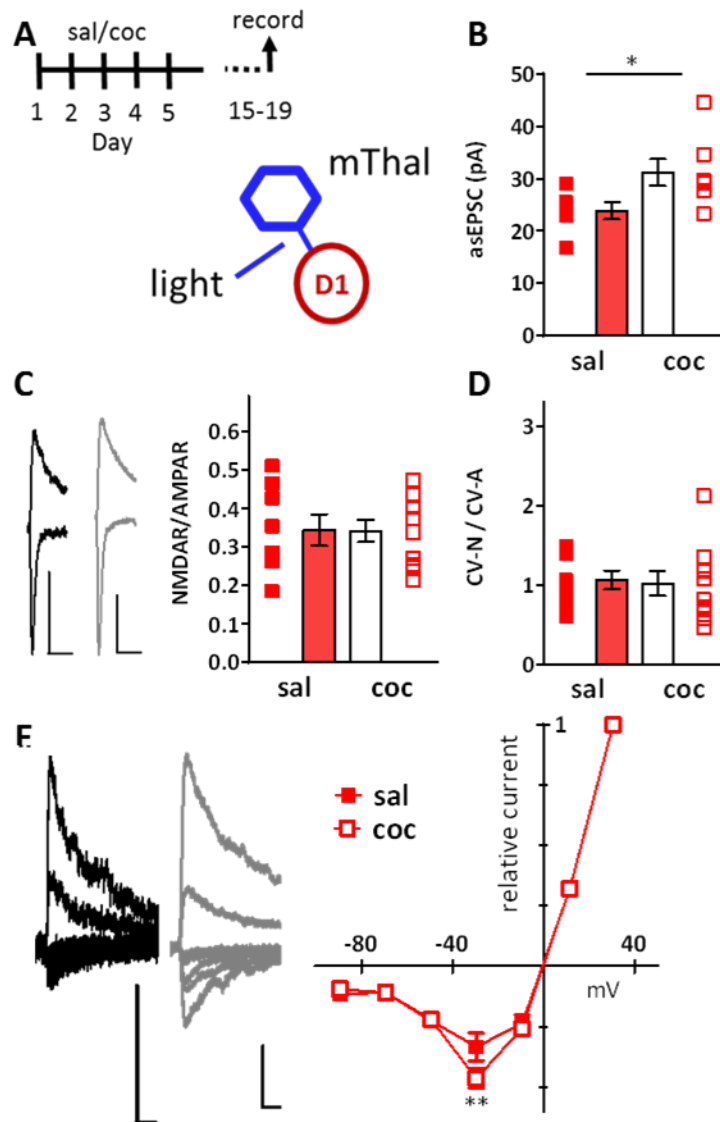 A
sal/coc
record
1 2 3 4 5
15-19
Day
mThal
light
D1
B
*
asEPSC (pA)
50
40
30
20
10
0
sal coc
C
NMDAR/AMPAR
0.6
0.5
0.4
0.3
0.2
0.1
0.0
sal coc
D
CV-N / CV-A
3
2
1
0
sal coc
E
sal
coc
relative current
1
-80 -40 40
mV
**